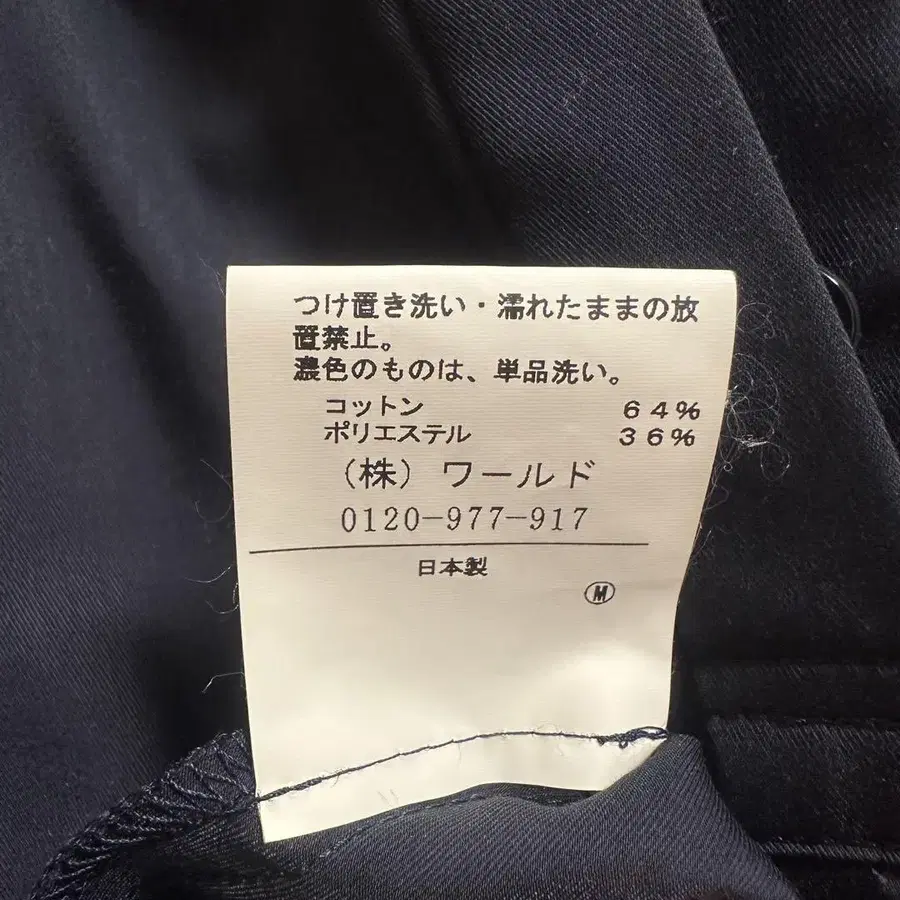 つけ置き洗い・濡れたままの放
置禁止。
濃色のものは、単品洗い。
コットン 64%
ポリエステル 36%
(株)ワールド
0120-977-917
日本製
M